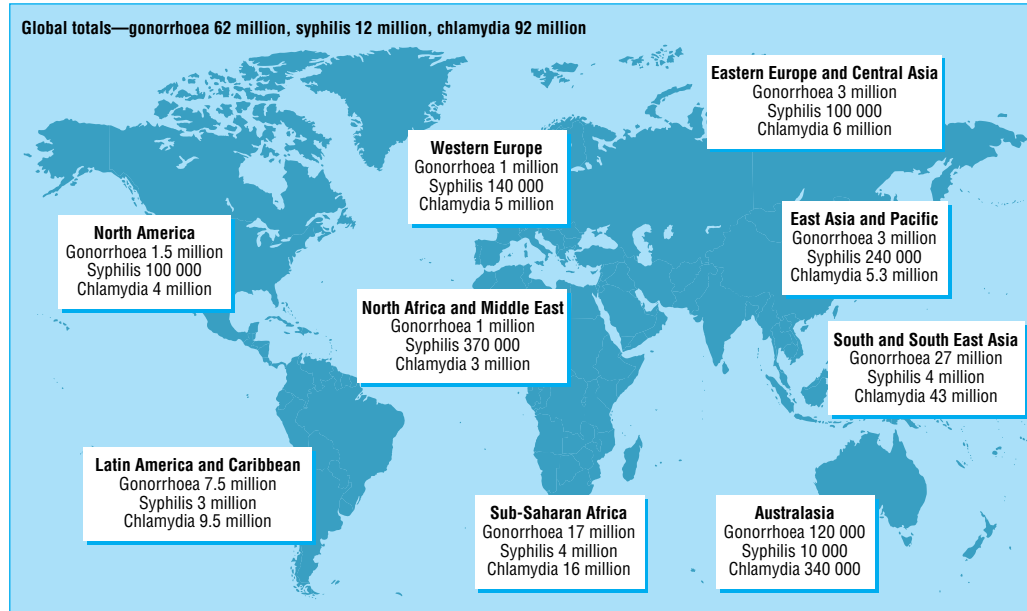 Global totals—gonorrhoea 62 million, syphilis 12 million, chlamydia 92 million
Eastern Europe and Central Asia
Gonorrhoea 3 million
Syphilis 100 000
Chlamydia 6 million
Western Europe
Gonorrhoea 1 million
Syphilis 140 000
Chlamydia 5 million
North America
Gonorrhoea 1.5 million
Syphilis 100 000
Chlamydia 4 million
East Asia and Pacific
Gonorrhoea 3 million
Syphilis 240 000
Chlamydia 5.3 million
North Africa and Middle East
Gonorrhoea 1 million
Syphilis 370 000
Chlamydia 3 million
South and South East Asia
Gonorrhoea 27 million
Syphilis 4 million
Chlamydia 43 million
Latin America and Caribbean
Gonorrhoea 7.5 million
Syphilis 3 million
Chlamydia 9.5 million
Sub-Saharan Africa
Gonorrhoea 17 million
Syphilis 4 million
Chlamydia 16 million
Australasia
Gonorrhoea 120 000
Syphilis 10 000
Chlamydia 340 000